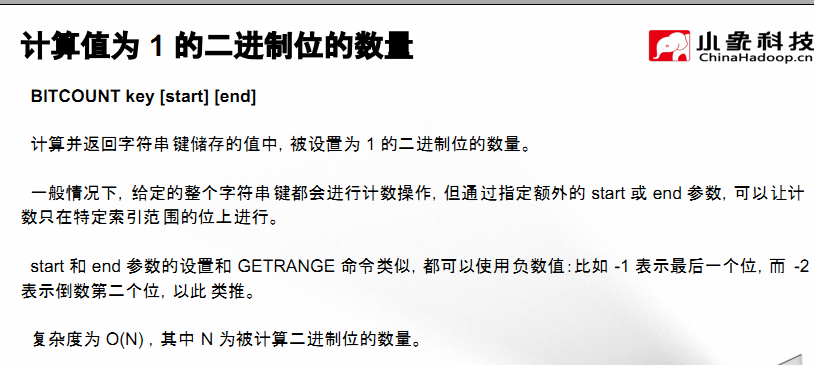 计算值为 1 的二进制位的数量
小象科技
ChinaHadoop.cn
BITCOUNT key [start] [end]
计算并返回字符串键储存的值中, 被设置为 1 的二进制位的数量。
一般情况下, 给定的整个字符串键都会进行计数操作, 但通过指定额外的 start 或 end 参数, 可以让计
数只在特定索引范围的位上进行。
start 和 end 参数的设置和 GETRANGE 命令类似, 都可以使用负数值：比如 -1 表示最后一个位, 而 -2
表示倒数第二个位, 以此类推。
复杂度为 O(N) , 其中 N 为被计算二进制位的数量。